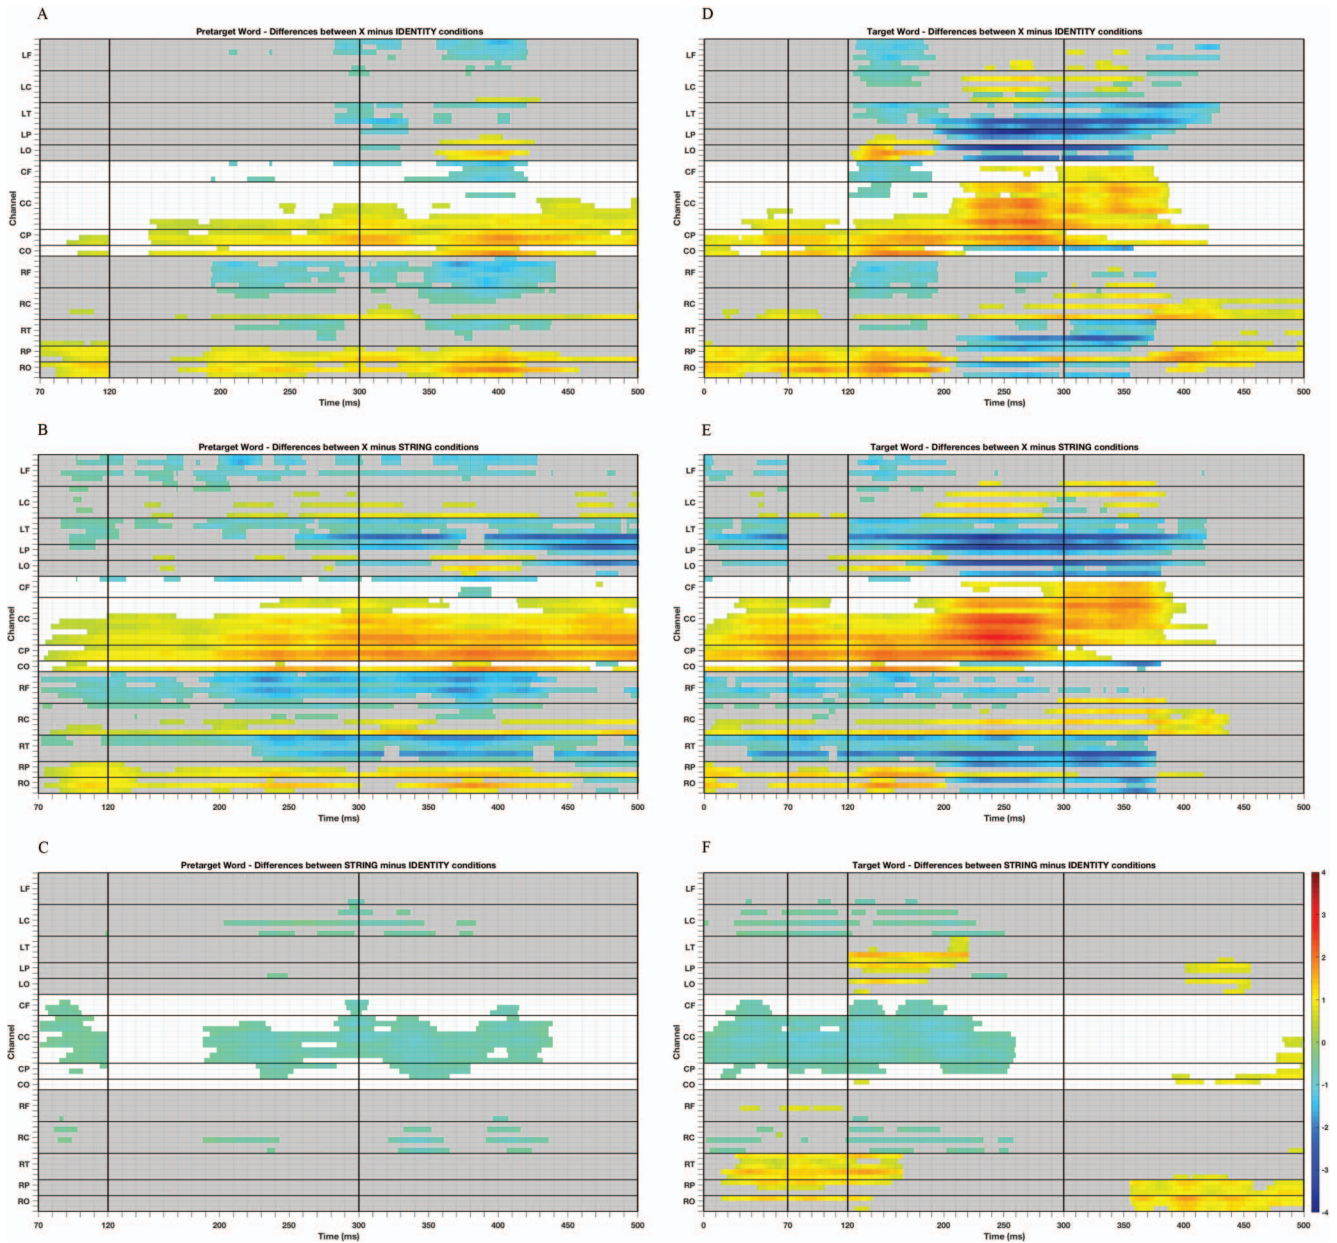 A
Pretarget Word - Differences between X minus IDENTITY conditions
Channel
LF
LC
LT
LP
LO
CF
CC
CP
CO
RF
RC
RT
RP
RO
70 120 200 250 300 350 400 450 500
Time (ms)
D
Target Word - Differences between X minus IDENTITY conditions
Channel
LF
LC
LT
LP
LO
CF
CC
CP
CO
RF
RC
RT
RP
RO
0 70 120 200 250 300 350 400 450 500
Time (ms)
B
Pretarget Word - Differences between X minus STRING conditions
Channel
LF
LC
LT
LP
LO
CF
CC
CP
CO
RF
RC
RT
RP
RO
70 120 200 250 300 350 400 450 500
Time (ms)
E
Target Word - Differences between X minus STRING conditions
Channel
LF
LC
LT
LP
LO
CF
CC
CP
CO
RF
RC
RT
RP
RO
0 70 120 200 250 300 350 400 450 500
Time (ms)
C
Pretarget Word - Differences between STRING minus IDENTITY conditions
Channel
LF
LC
LT
LP
LO
CF
CC
CP
CO
RF
RC
RT
RP
RO
70 120 200 250 300 350 400 450 500
Time (ms)
F
Target Word - Differences between STRING minus IDENTITY conditions
Channel
LF
LC
LT
LP
LO
CF
CC
CP
CO
RF
RC
RT
RP
RO
0 70 120 200 250 300 350 400 450 500
Time (ms)
4
3
2
1
0
-1
-2
-3
-4